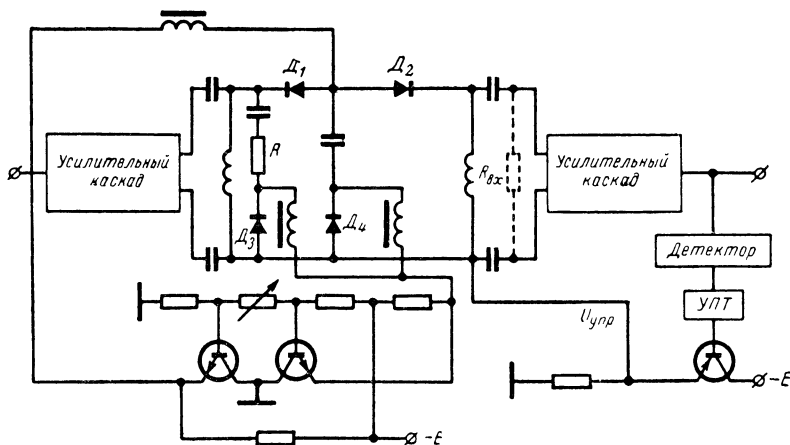 Д₁
Д₂
Усилительный
каскад
R
Д₃
Д₄
Rвх
Усилительный
каскад
Детектор
УПТ
Uупр
-E
-E